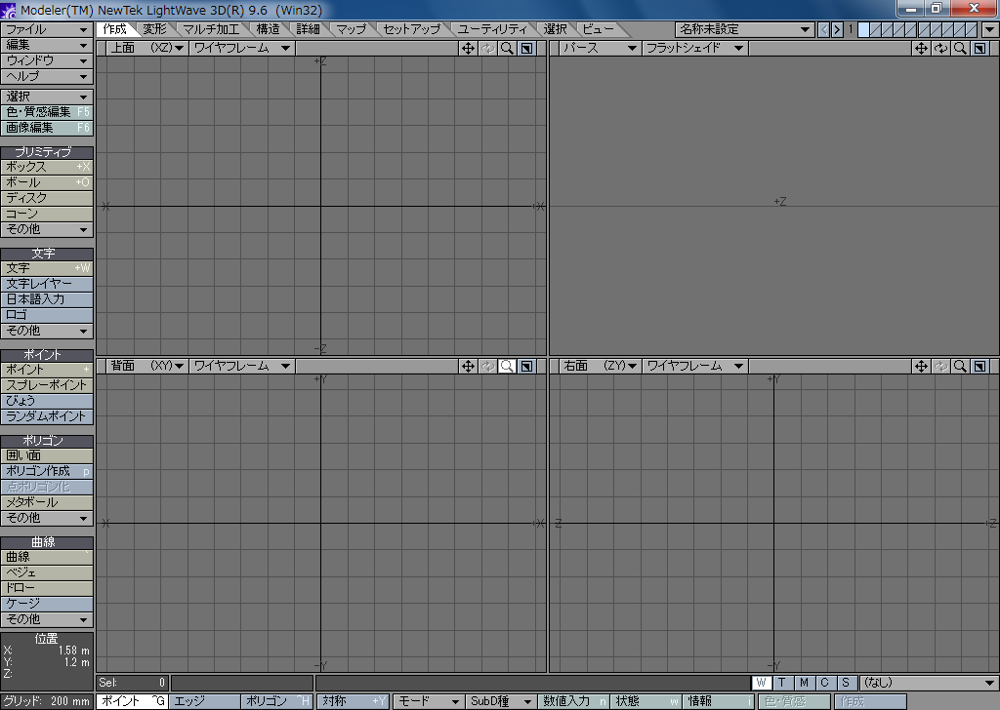 Modeler(TM) NewTek LightWave 3D(R) 9.6 (Win32)
ファイル 作成 変形 マルチ加工 構造 詳細 マップ セットアップ ユーティリティ 選択 ビュー 名称未設定 1
編集
ウィンドウ
ヘルプ
選択
色・質感編集 F5
画像編集 F6
プリミティブ
ボックス +X
ボール +O
ディスク
コーン
その他
文字
文字 +W
文字レイヤー
日本語入力
ロゴ
その他
ポイント
ポイント +
スプレーポイント
びょう
ランダムポイント
ポリゴン
囲い面
ポリゴン作成 p
点ポリゴン化
メタボール
その他
曲線
曲線
ベジェ
ドロー
ケージ
その他
位置
X: 1.58 m
Y: 1.2 m
Z:
グリッド: 200 mm
上面 (XZ) ワイヤフレーム
+Z
-X +X
-Z
パース フラットシェイド
+Z
背面 (XY) ワイヤフレーム
+Y
-X +X
-Y
右面 (ZY) ワイヤフレーム
+Y
-Z +Z
-Y
Sel: 0
W T M C S (なし)
ポイント ^G エッジ ポリゴン ^H 対称 +Y モード SubD種 数値入力 n 状態 w 情報 i 色・質感 作成